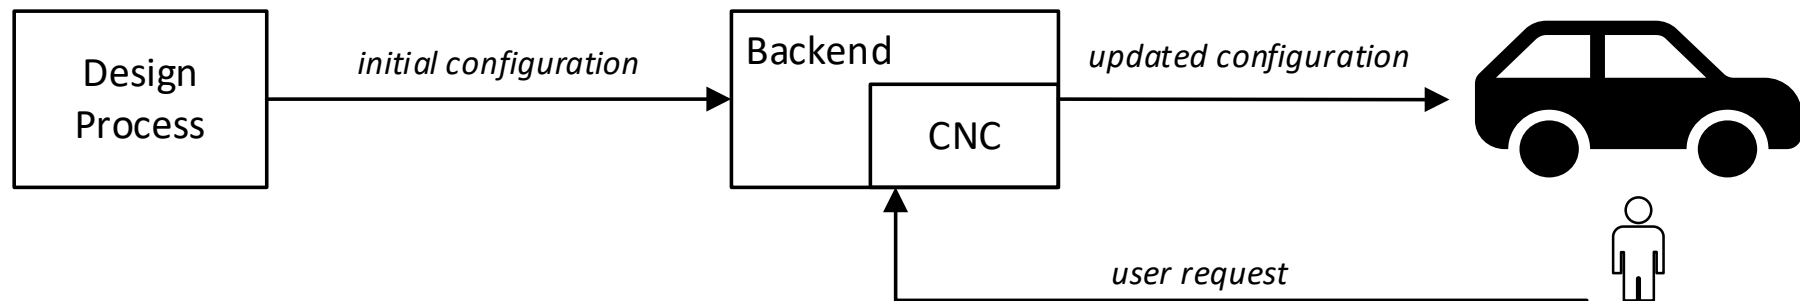 Design
Process
initial configuration
Backend
CNC
updated configuration
user request